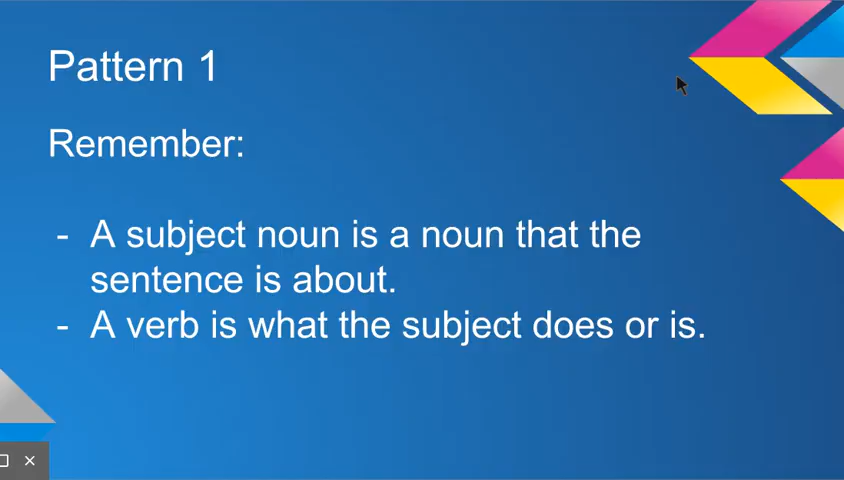 Pattern 1
Remember:
- A subject noun is a noun that the
sentence is about.
- A verb is what the subject does or is.